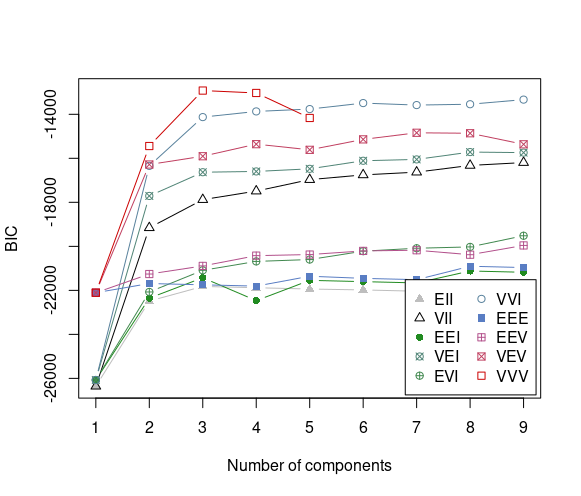 -14000
-18000
-22000
-26000
BIC
1 2 3 4 5 6 7 8 9
Number of components
EII VVI
VII EEE
EEI EEV
VEI VEV
EVI VVV